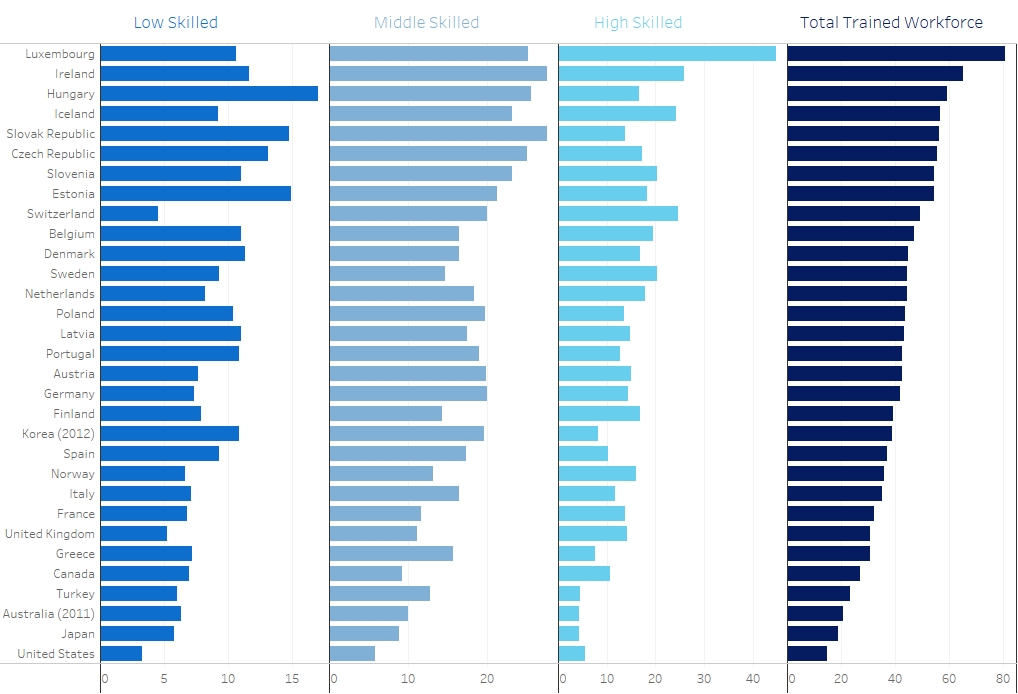 Low Skilled Middle Skilled High Skilled Total Trained Workforce
Luxembourg
Ireland
Hungary
Iceland
Slovak Republic
Czech Republic
Slovenia
Estonia
Switzerland
Belgium
Denmark
Sweden
Netherlands
Poland
Latvia
Portugal
Austria
Germany
Finland
Korea (2012)
Spain
Norway
Italy
France
United Kingdom
Greece
Canada
Turkey
Australia (2011)
Japan
United States
0 5 10 15 0 10 20 0 10 20 30 40 0 20 40 60 80